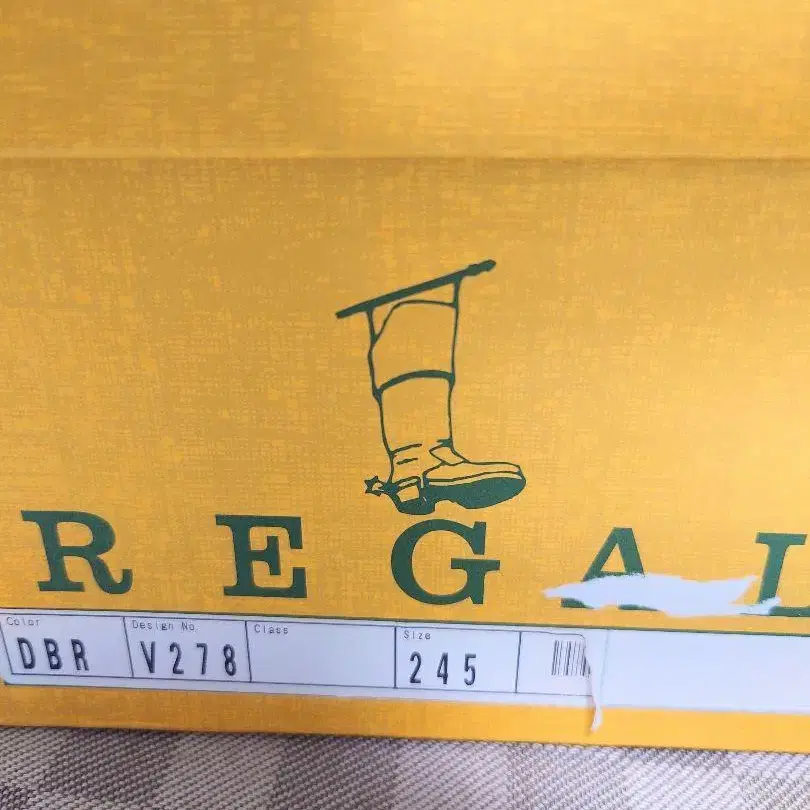 REGAL
Color Design No. Class Size
DBR V278 245